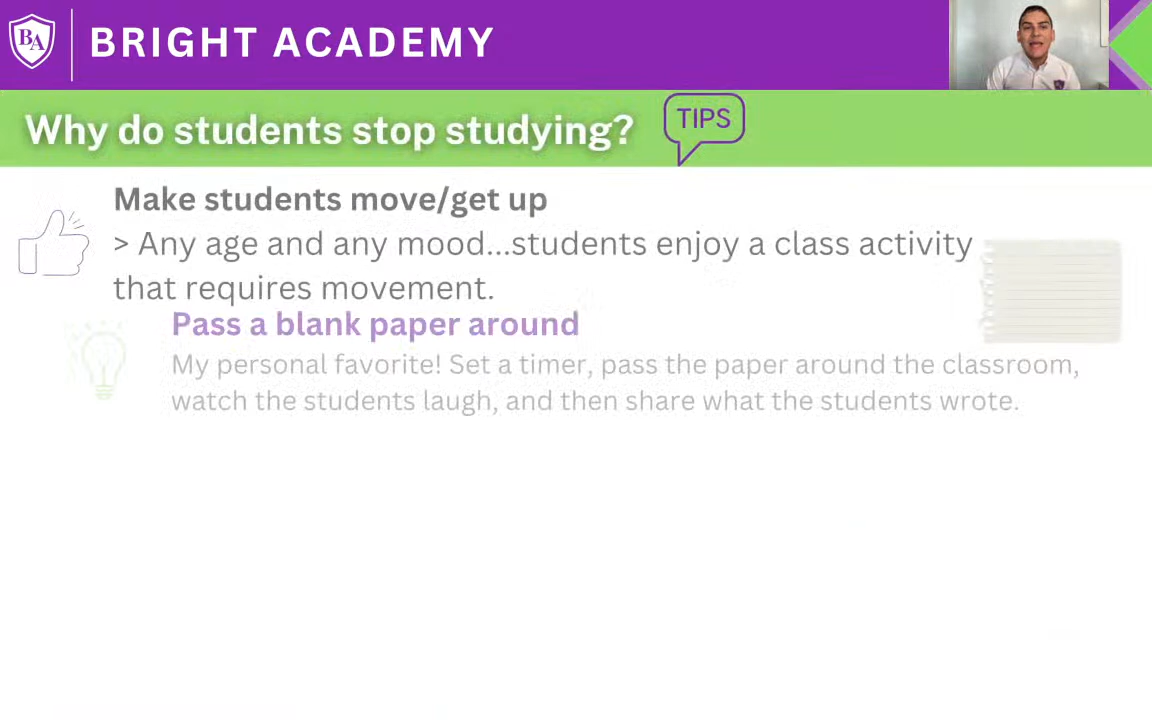 BA
BRIGHT ACADEMY
Why do students stop studying?
TIPS
Make students move/get up
> Any age and any mood...students enjoy a class activity
that requires movement.
Pass a blank paper around
My personal favorite! Set a timer, pass the paper around the classroom,
watch the students laugh, and then share what the students wrote.